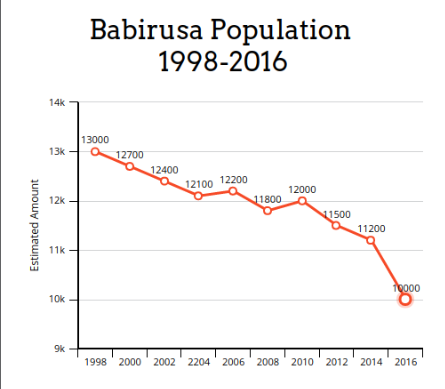 Babirusa Population
1998-2016
14k
13000
13k
12700
12400
12100
12200
12k
11800
12000
11500
11200
11k
10000
10k
9k
Estimated Amount
1998 2000 2002 2204 2006 2008 2010 2012 2014 2016